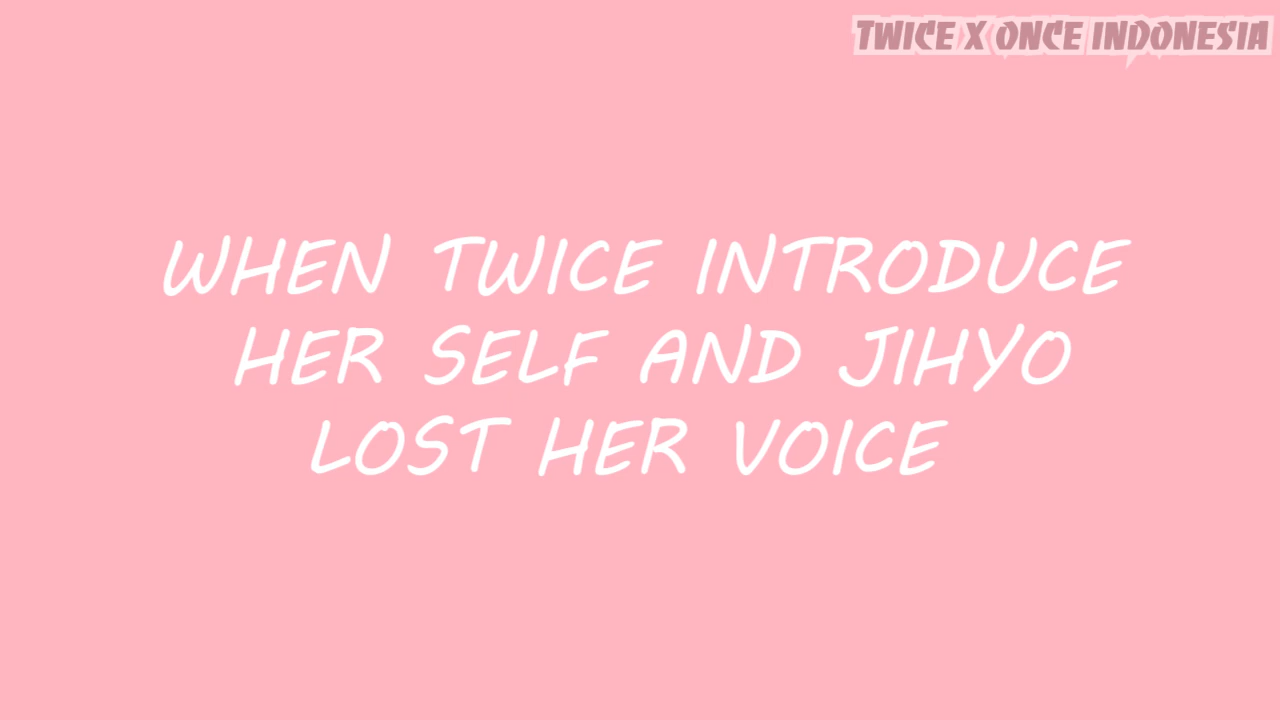 TWICE X ONCE INDONESIA
WHEN TWICE INTRODUCE
HER SELF AND JIHYO
LOST HER VOICE